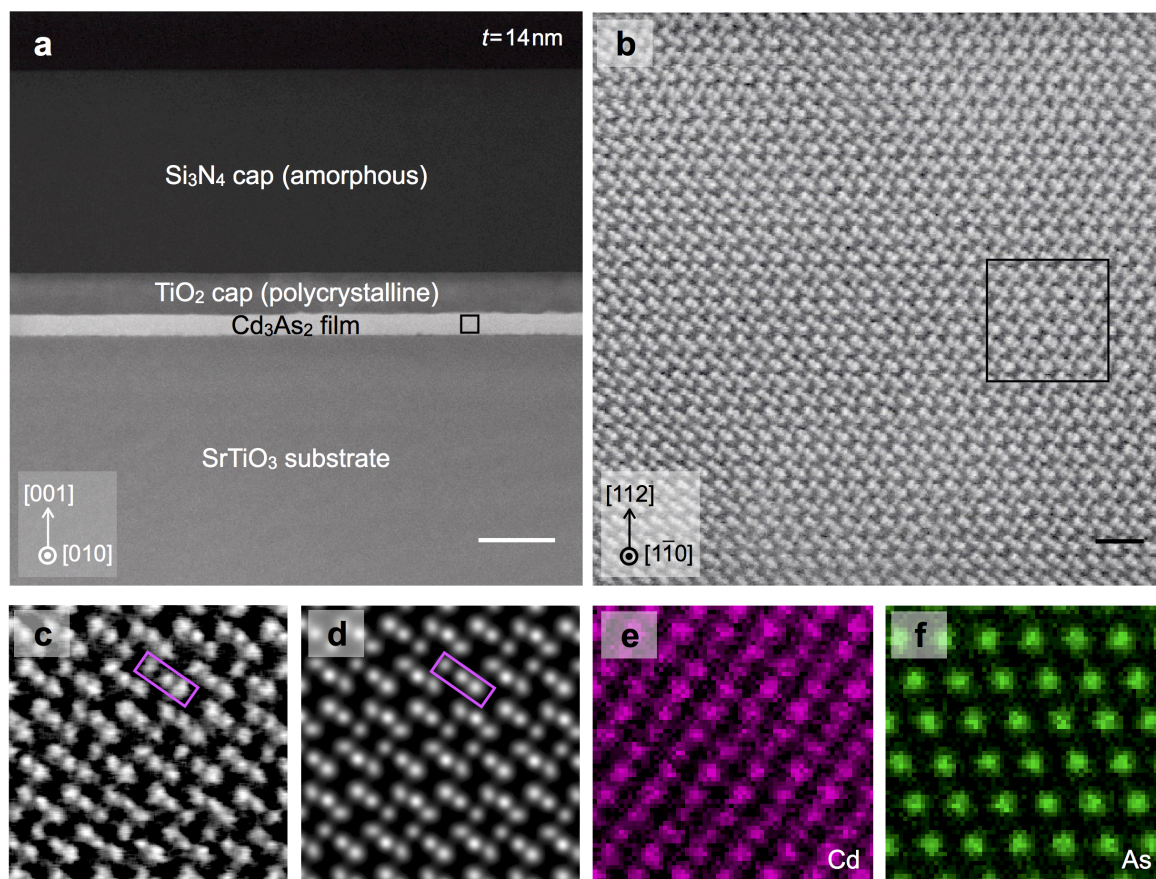 a
t=14nm
Si₃N₄ cap (amorphous)
TiO₂ cap (polycrystalline)
Cd₃As₂ film
SrTiO₃ substrate
[001]
[010]
b
[112]
[11̄0]
c
d
e
Cd
f
As